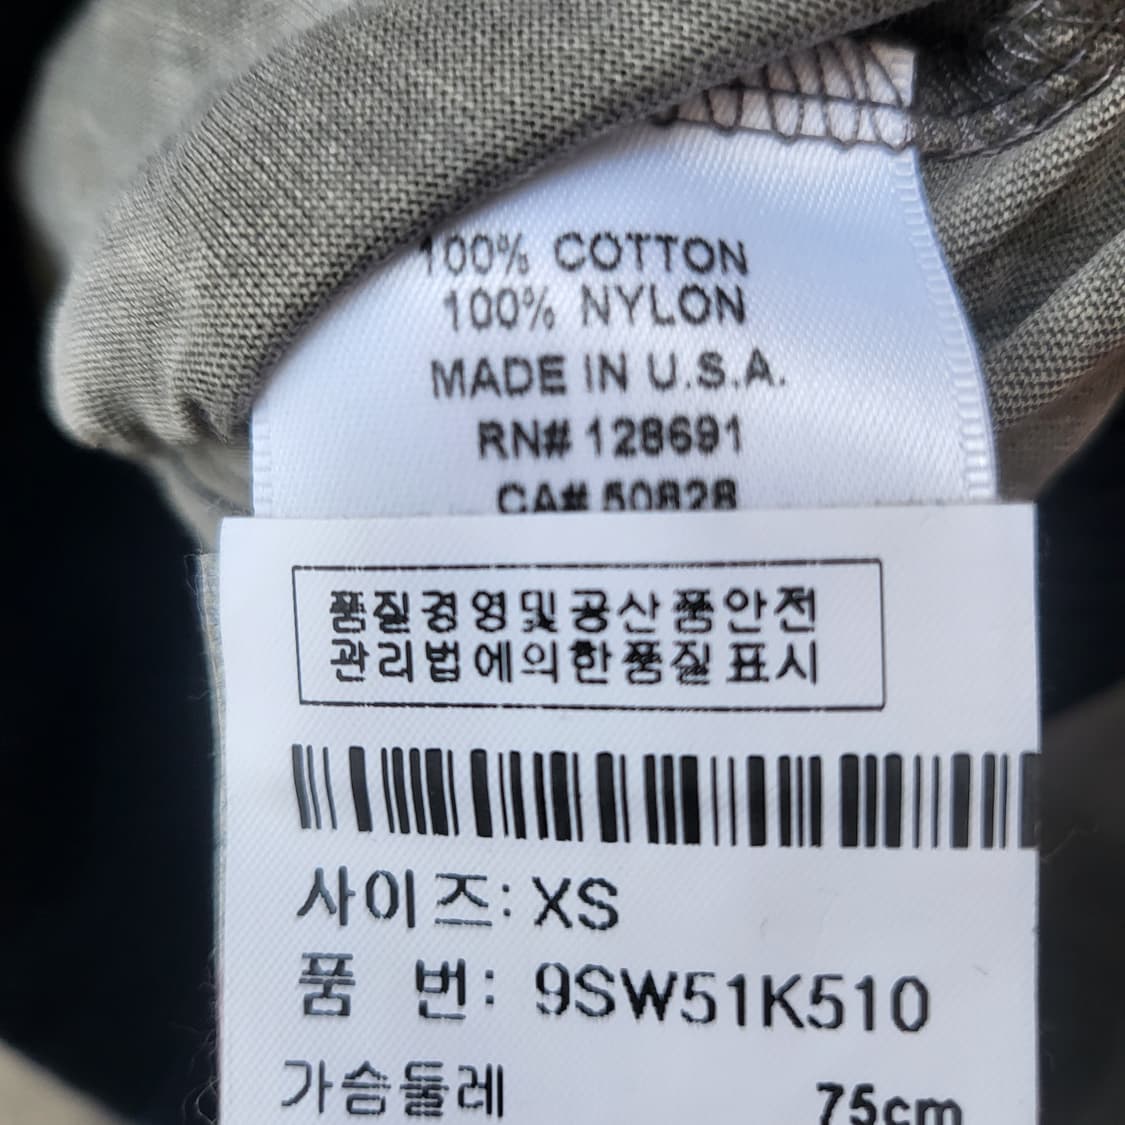 100% COTTON
100% NYLON
MADE IN U.S.A.
RN# 128691
CA# 50828
품질경영및공산품안전
관리법에의한품질표시
사이즈: XS
품 번: 9SW51K510
가슴둘레 75cm